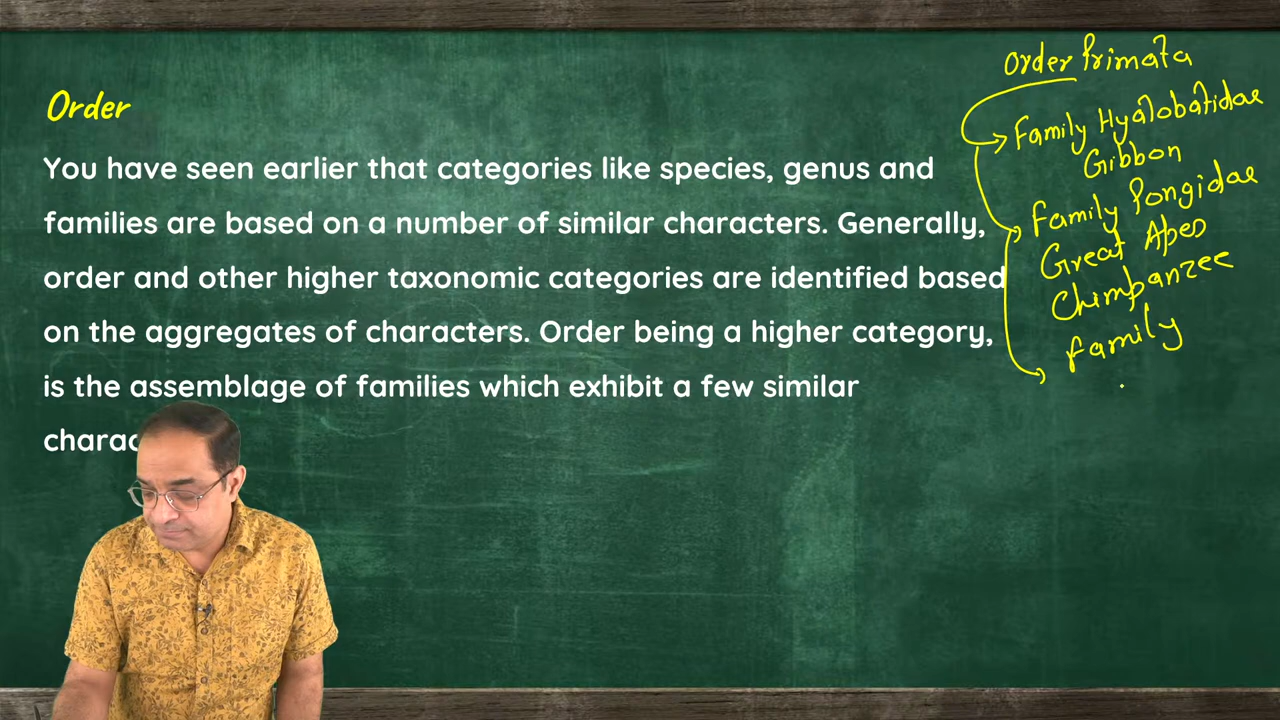 Order
You have seen earlier that categories like species, genus and
families are based on a number of similar characters. Generally,
order and other higher taxonomic categories are identified based
on the aggregates of characters. Order being a higher category,
is the assemblage of families which exhibit a few similar
charac
Order Primata
Family Hyalobatidae
Gibbon
Family Pongidae
Great Apes
Chimpanzee
Family